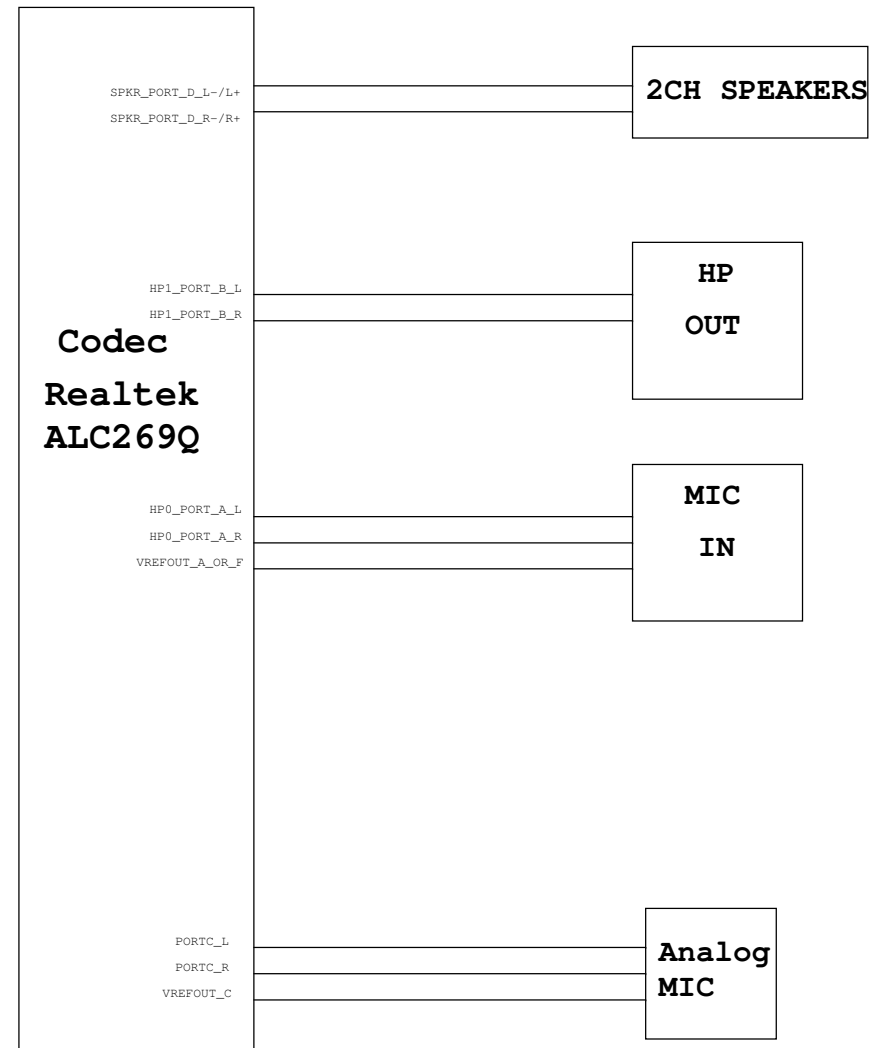 SPKR_PORT_D_L-/L+
SPKR_PORT_D_R-/R+
2CH SPEAKERS
HP1_PORT_B_L
HP1_PORT_B_R
HP
OUT
Codec
Realtek
ALC269Q
HP0_PORT_A_L
HP0_PORT_A_R
VREFOUT_A_OR_F
MIC
IN
PORTC_L
PORTC_R
VREFOUT_C
Analog
MIC